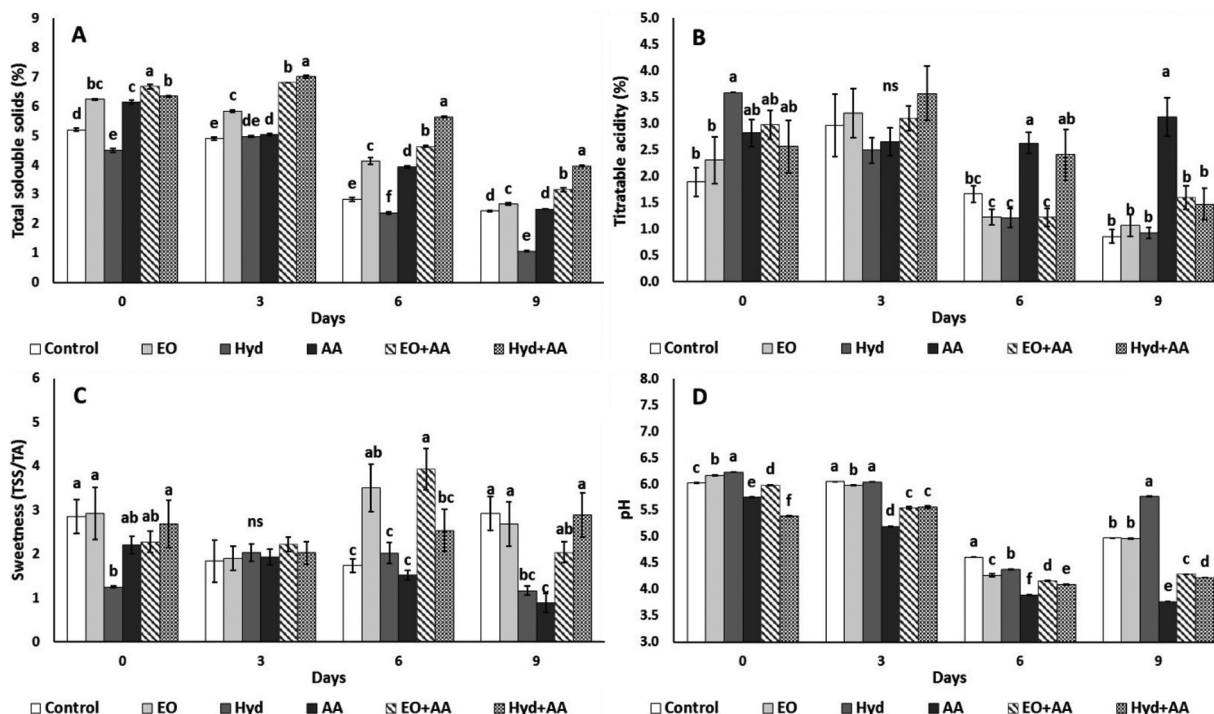 A
Total solouble solids (%)
9
8
7
6
5
4
3
2
1
0
d bc e c a b
e c de d b a
e c f d b a
d c e d b a
0 3 6 9
Days
Control EO Hyd AA EO+AA Hyd+AA
B
Titratable acidity (%)
5.0
4.5
4.0
3.5
3.0
2.5
2.0
1.5
1.0
0.5
0.0
b b a ab ab ab
ns
bc c c a c ab
b b b a b b
0 3 6 9
Days
Control EO Hyd AA EO+AA Hyd+AA
C
Sweetness (TSS/TA)
6
5
4
3
2
1
0
a a b ab ab a
ns
c ab c c a bc
a a bc c ab a
0 3 6 9
Days
Control EO Hyd AA EO+AA Hyd+AA
D
pH
8.0
7.5
7.0
6.5
6.0
5.5
5.0
4.5
4.0
3.5
3.0
c b a e d f
a b a d c c
a c b f d e
b b a e c d
0 3 6 9
Days
Control EO Hyd AA EO+AA Hyd+AA